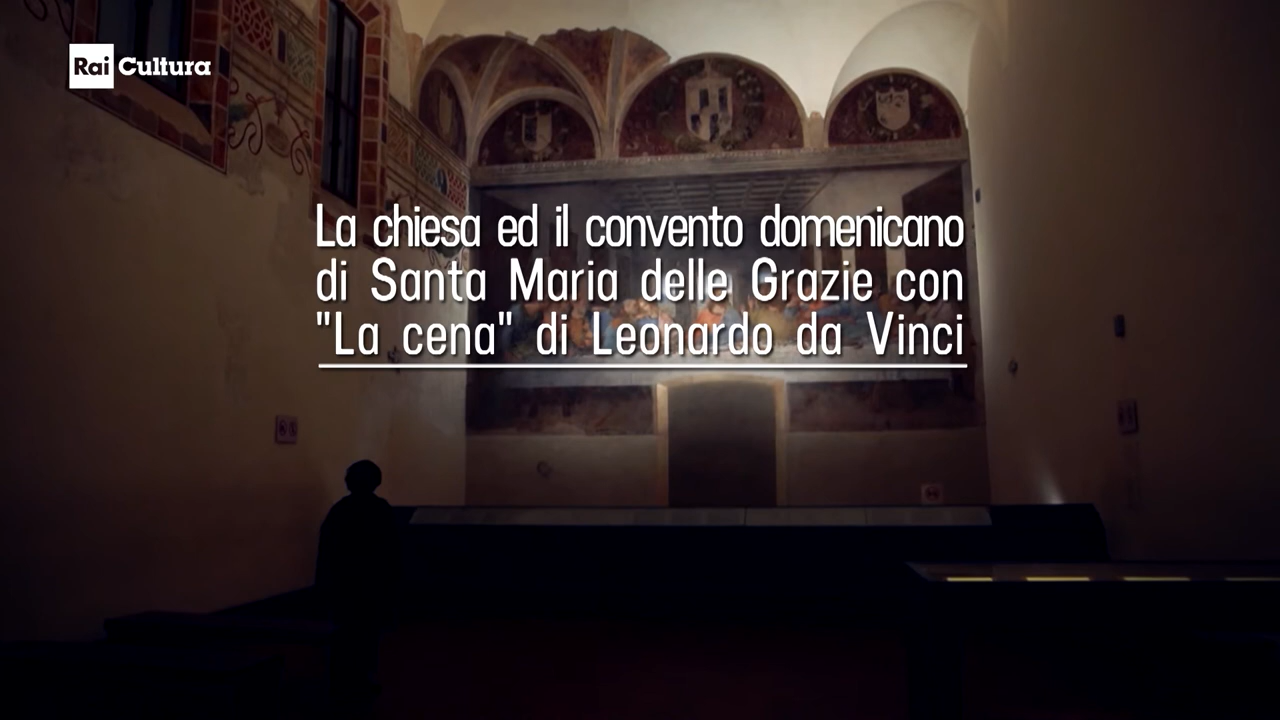 Rai Cultura
La chiesa ed il convento domenicano
di Santa Maria delle Grazie con
"La cena" di Leonardo da Vinci